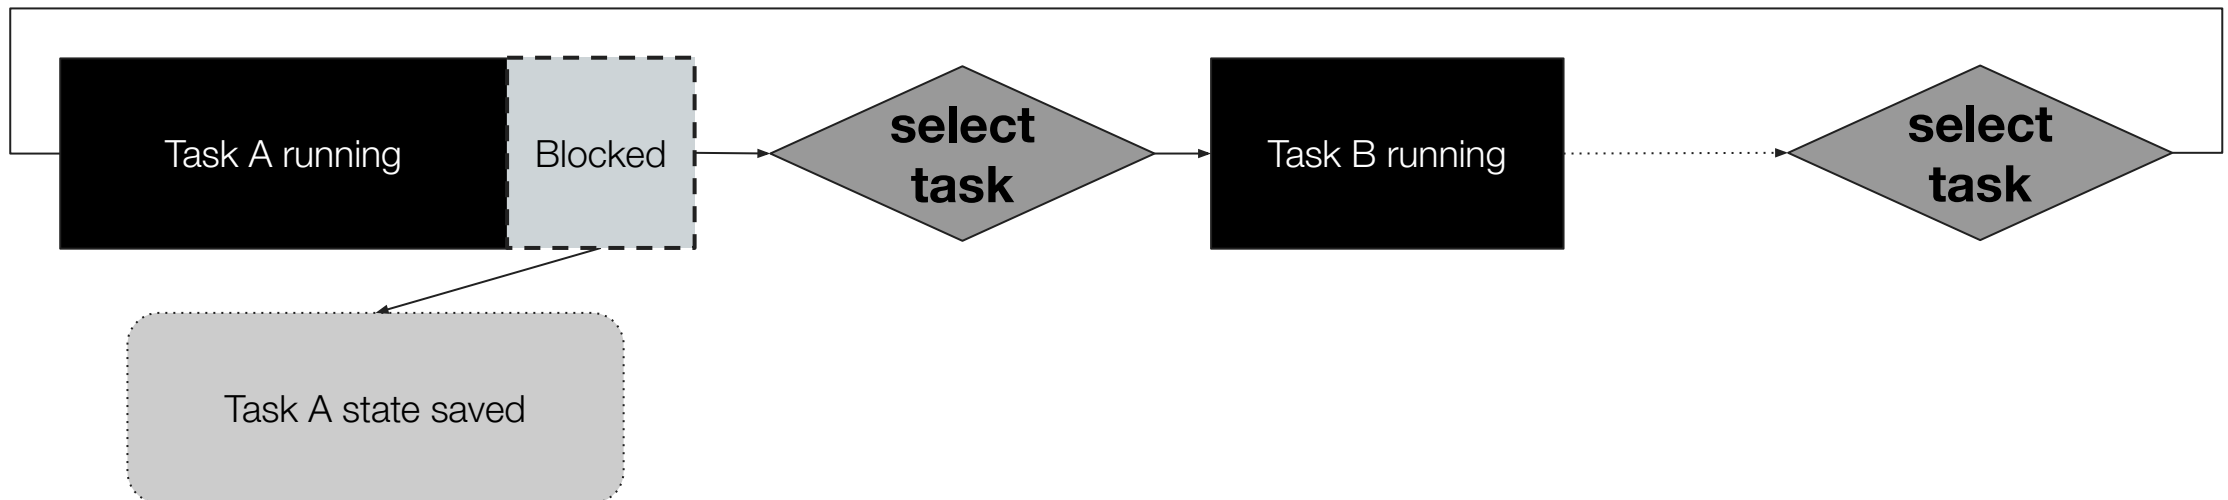 Task A running
Blocked
select
task
Task B running
select
task
Task A state saved